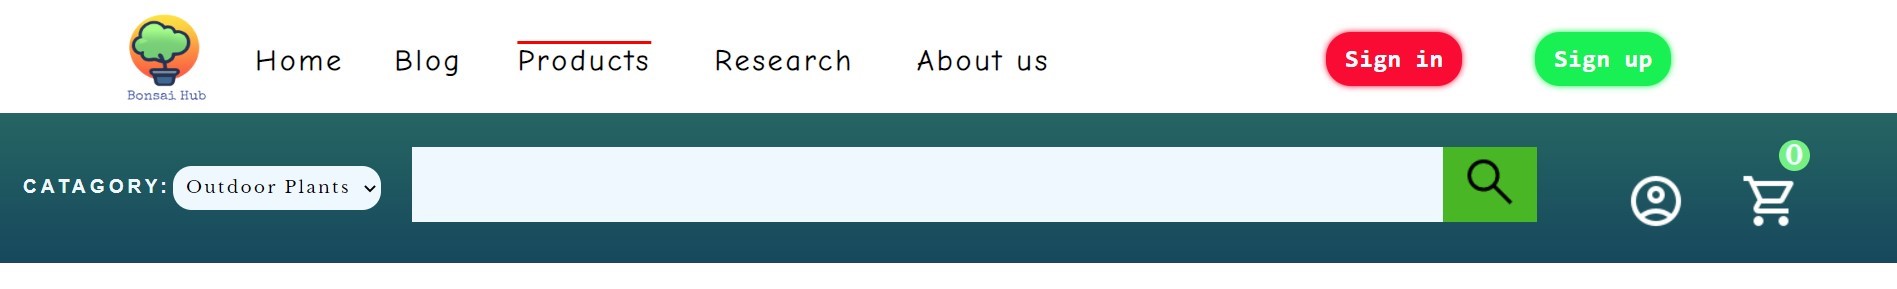 Home Blog Products Research About us Sign in Sign up
Bonsai Hub
CATAGORY: Outdoor Plants
0